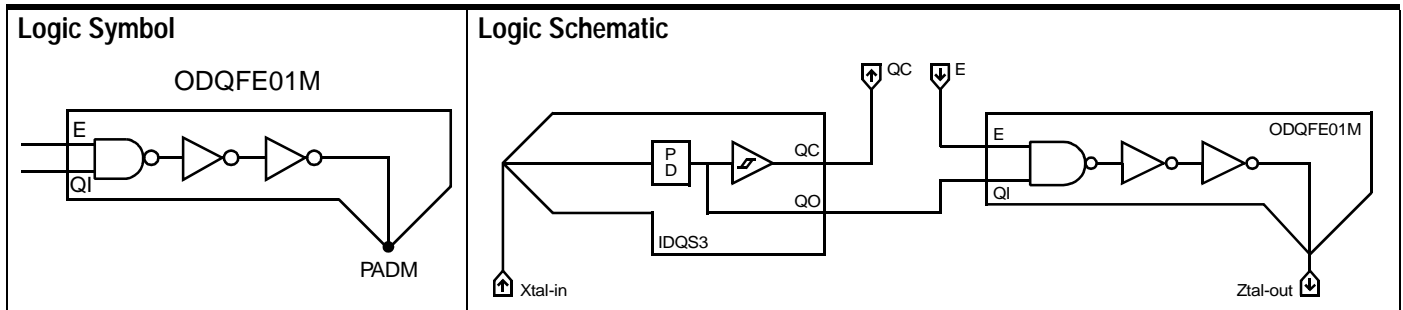 Logic Symbol
ODQFE01M
E
QI
PADM
Logic Schematic
QC
E
P
D
QC
QO
IDQS3
Xtal-in
E
QI
ODQFE01M
Ztal-out